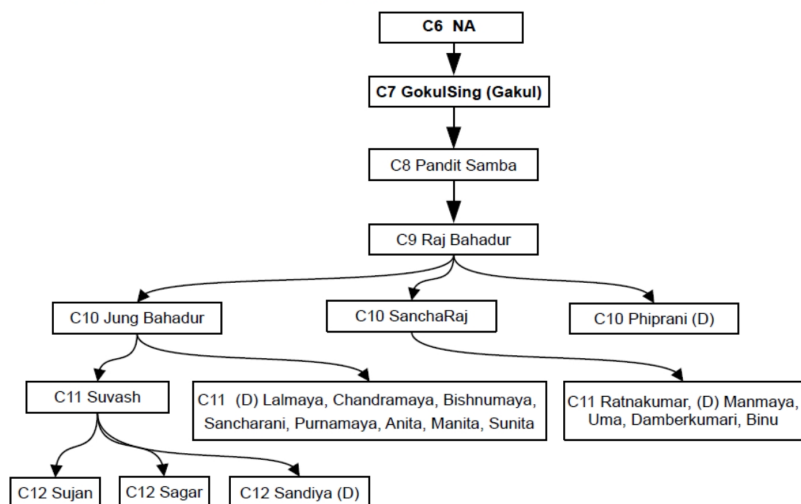 C6  NA
C7 GokulSing (Gakul)
C8 Pandit Samba
C9 Raj Bahadur
C10 Jung Bahadur
C10 SanchaRaj
C10 Phiprani (D)
C11 Suvash
C11  (D) Lalmaya, Chandramaya, Bishnumaya,
Sancharani, Purnamaya, Anita, Manita, Sunita
C11 Ratnakumar, (D) Manmaya,
Uma, Damberkumari, Binu
C12 Sujan
C12 Sagar
C12 Sandiya (D)